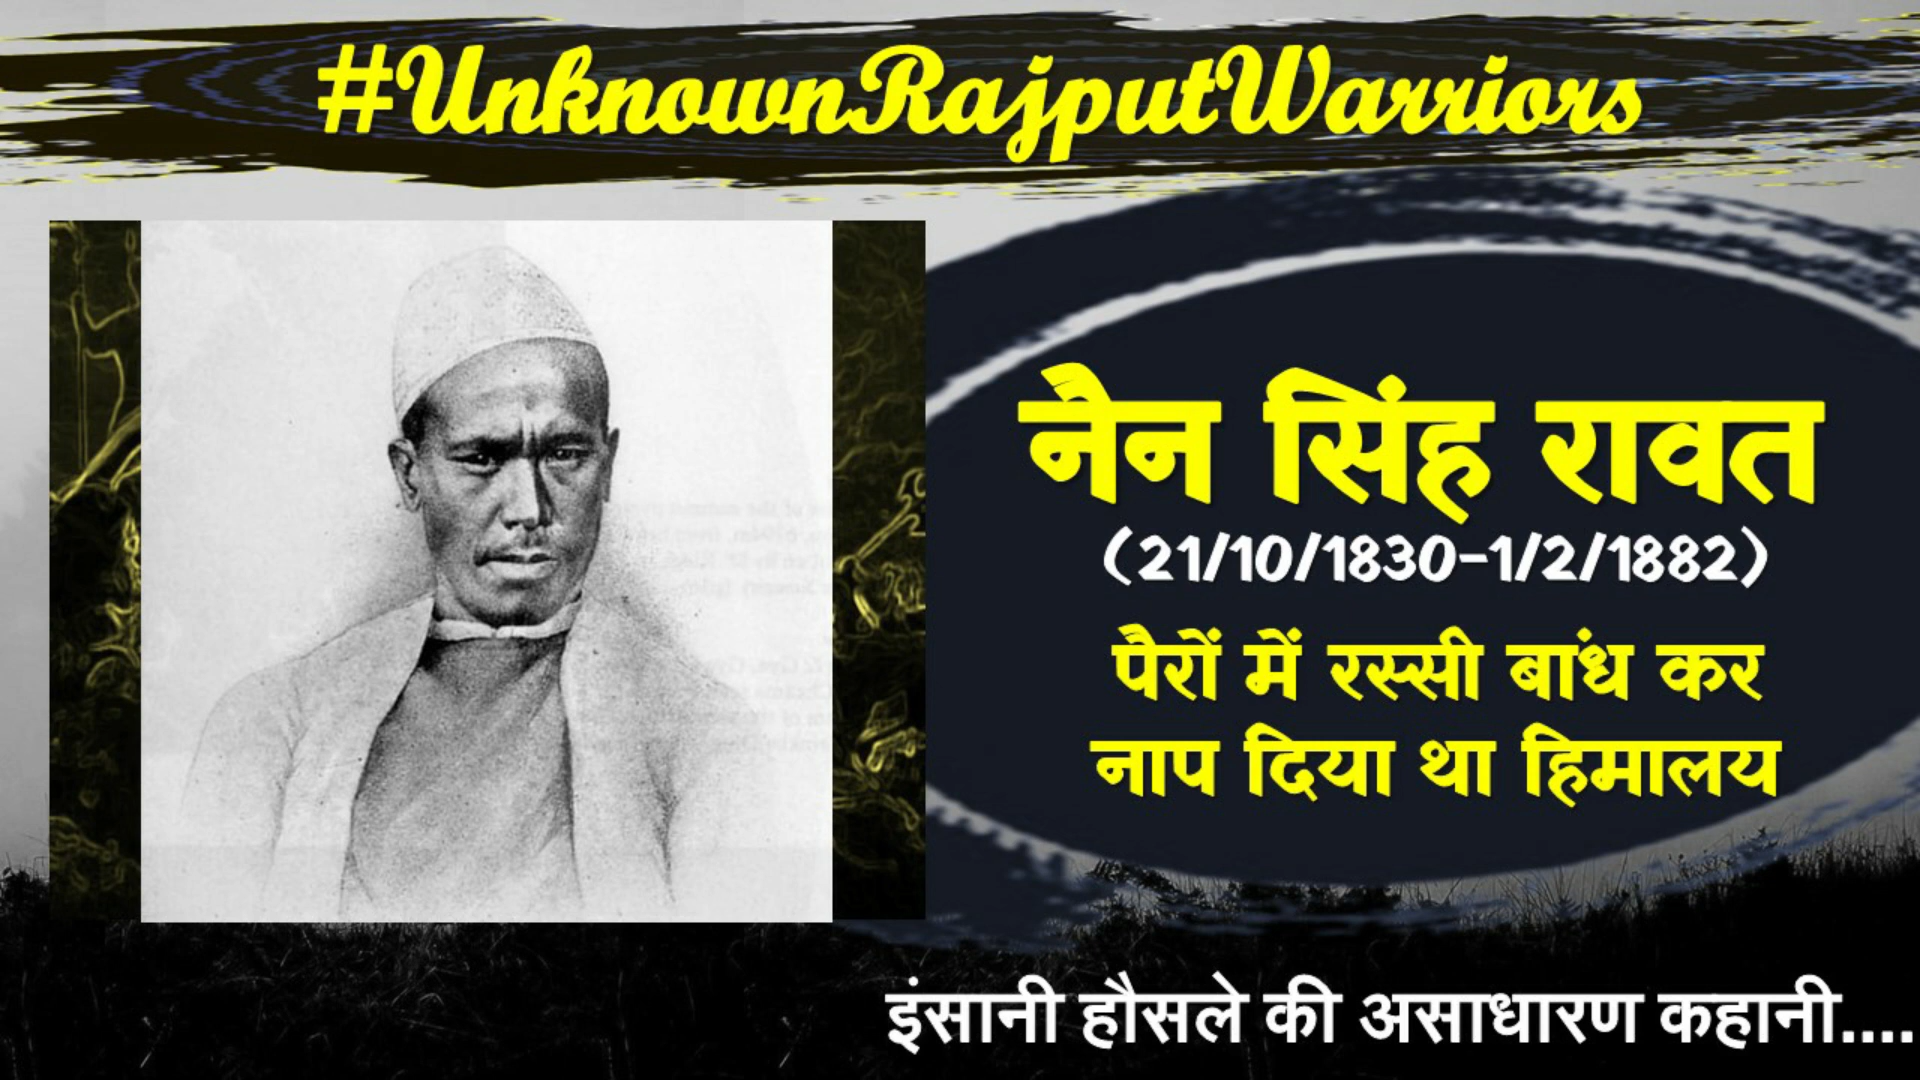 #UnknownRajputWarriors
नैन सिंह रावत
(21/10/1830-1/2/1882)
पैरों में रस्सी बांध कर
नाप दिया था हिमालय
इंसानी हौसले की असाधारण कहानी....